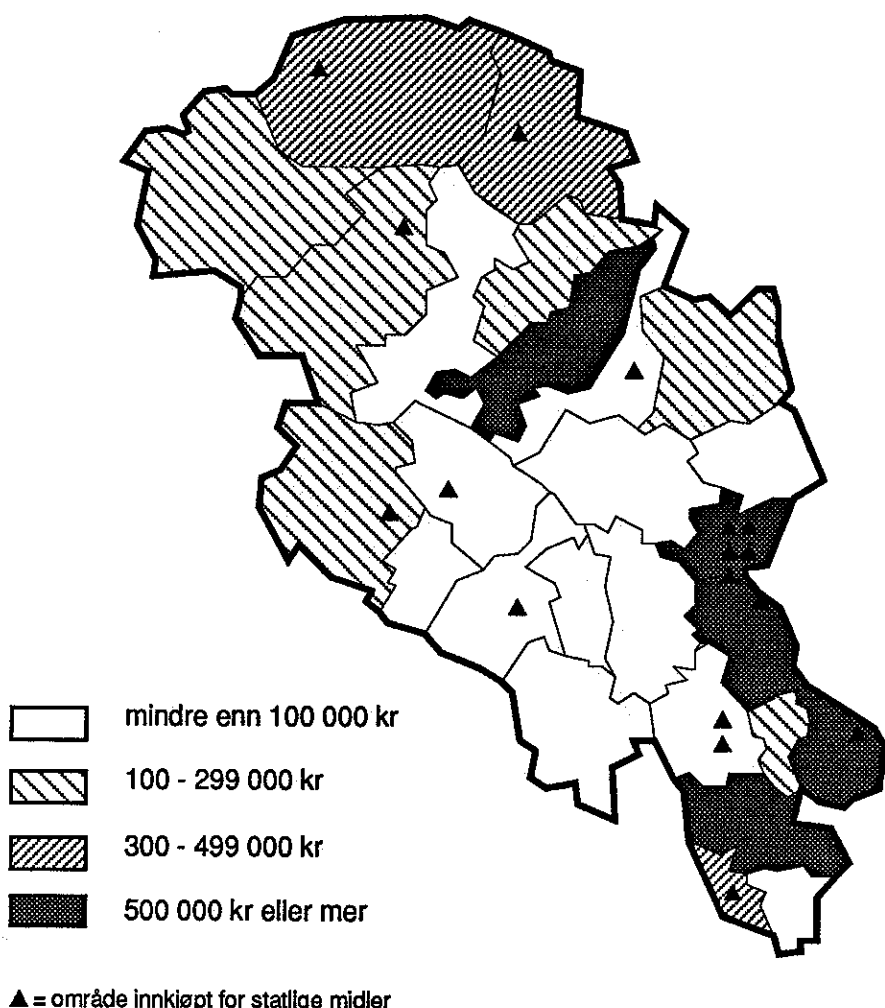 mindre enn 100 000 kr
100 - 299 000 kr
300 - 499 000 kr
500 000 kr eller mer
▲ = område innkjøpt for statlige midler